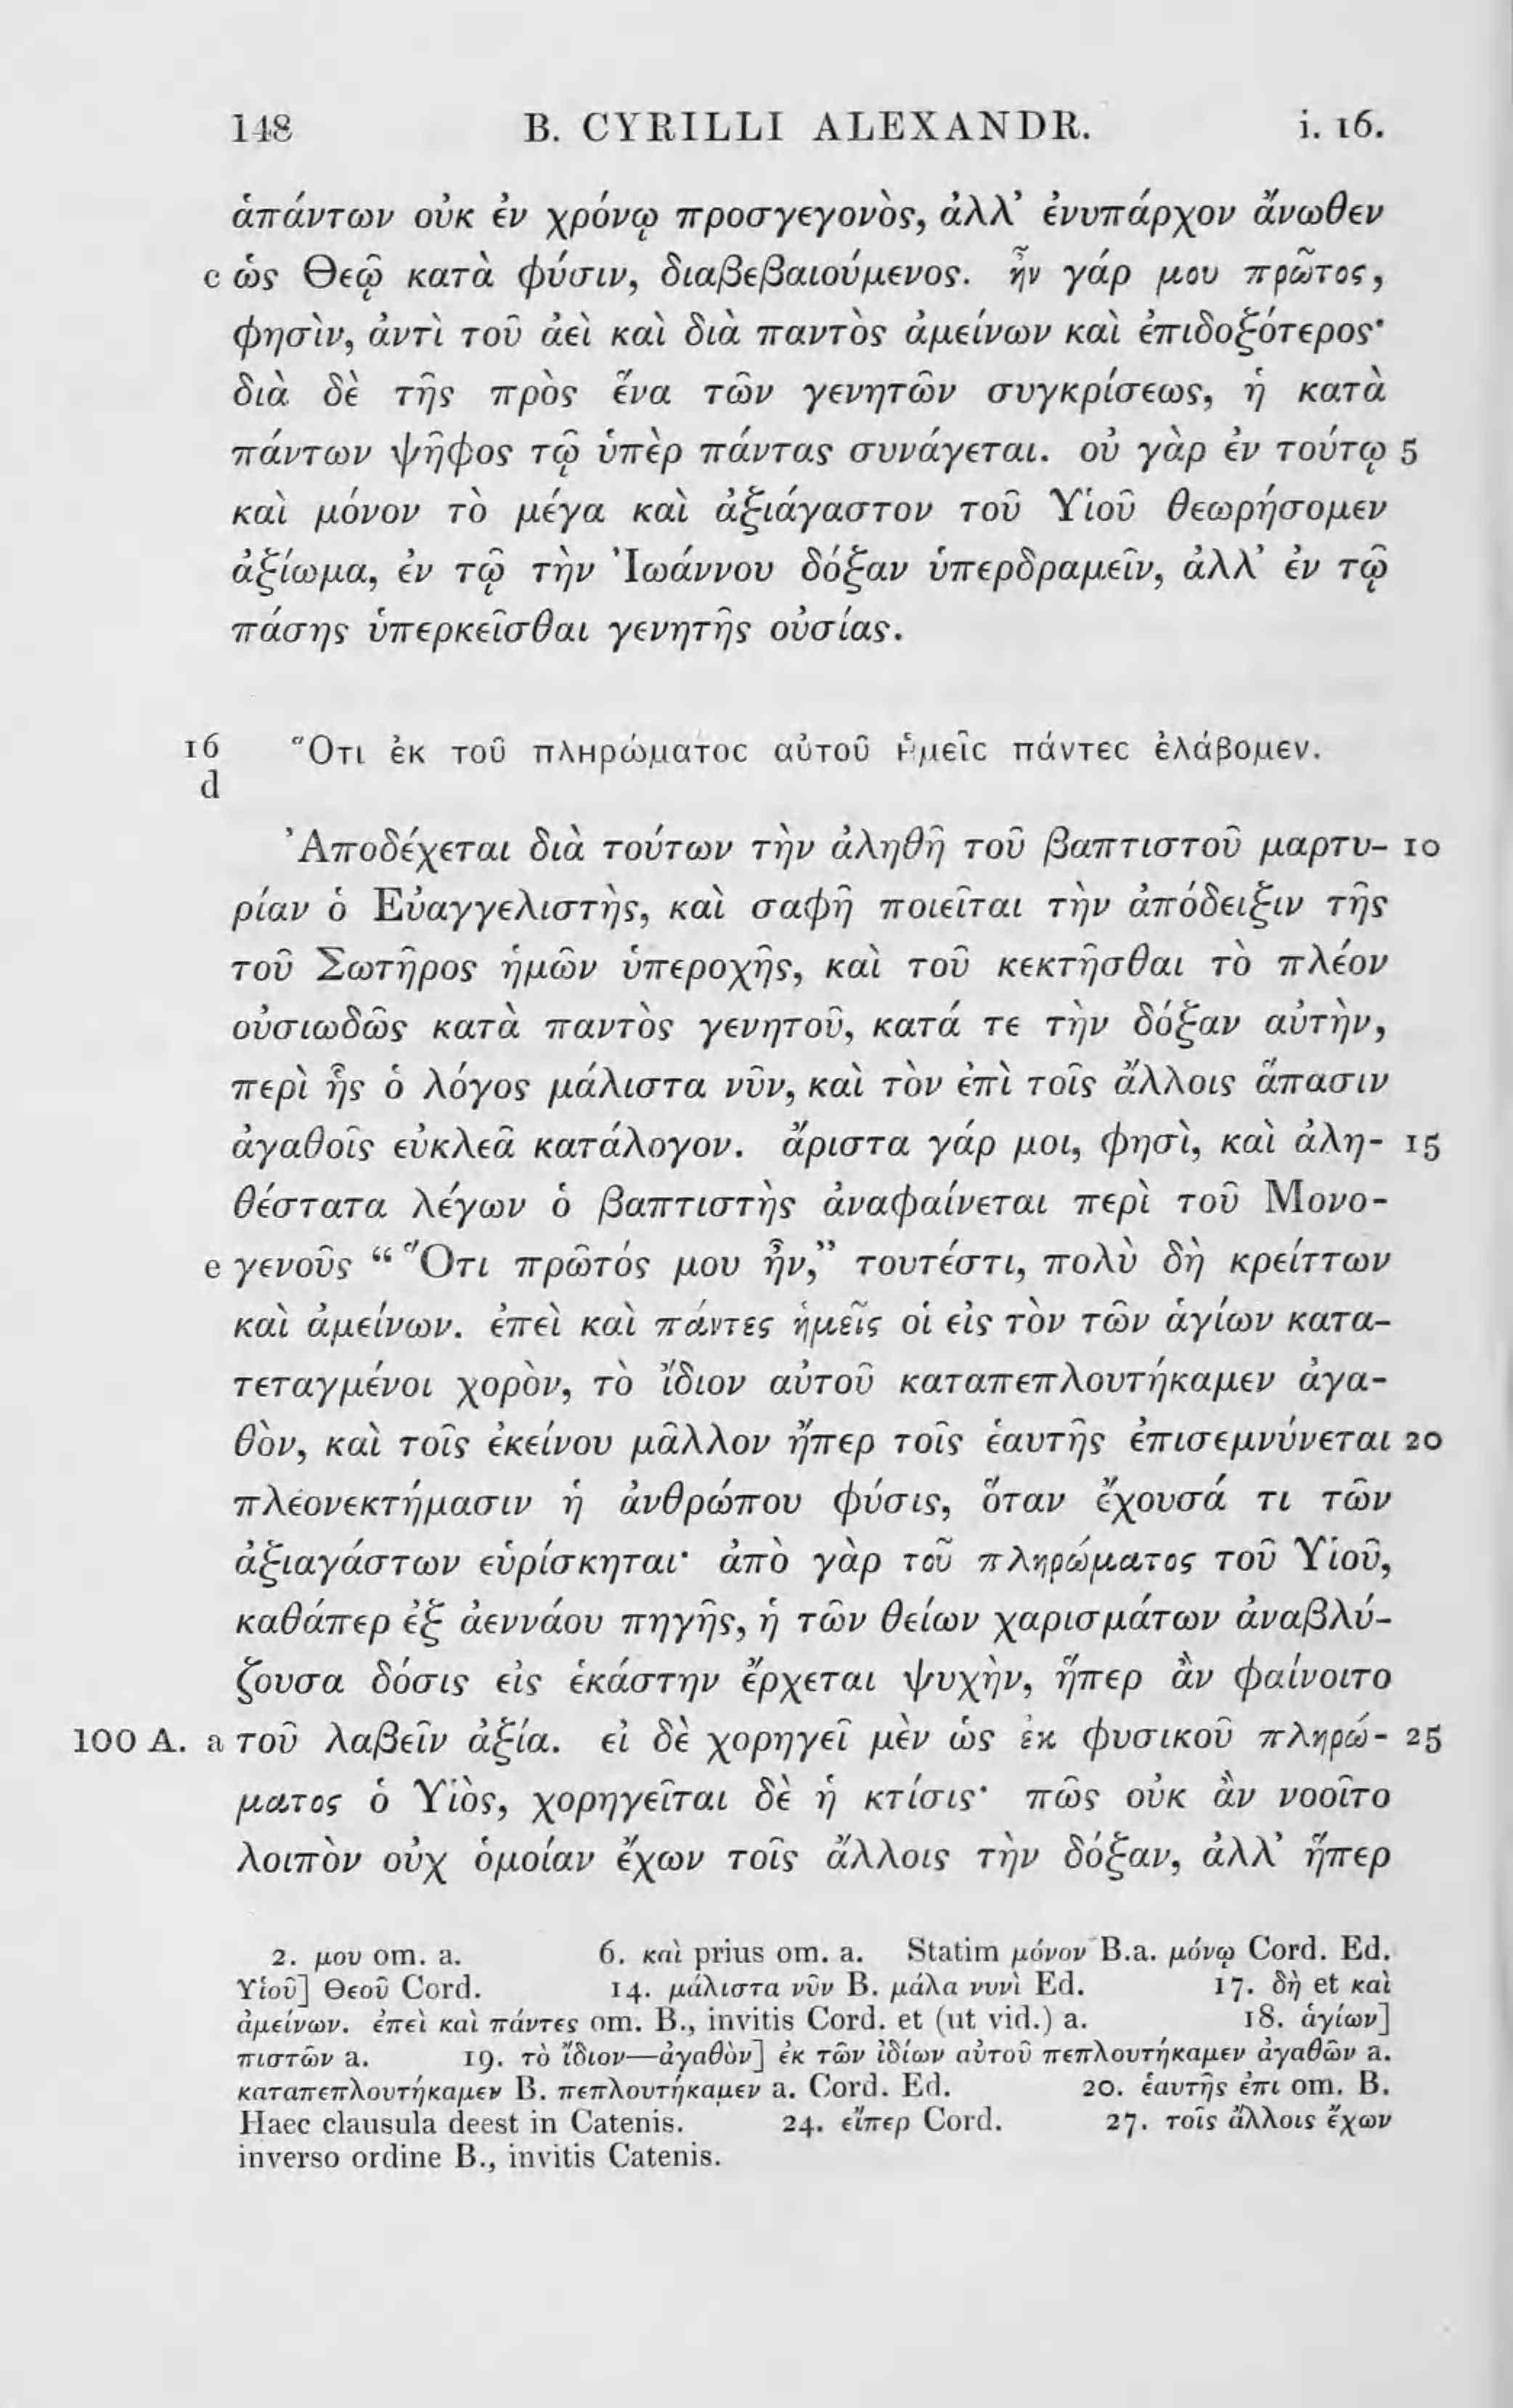 148 B. CYRILLI ALEXANDR. i. 16.
ἁπάντων οὐκ ἐν χρόνῳ προσγεγονὸς, ἀλλ’ ἐνυπάρχον ἄνωθεν
c ὡς Θεῷ κατὰ φύσιν, διαβεβαιούμενος. ἦν γάρ μου πρῶτος,
φησὶν, ἀντὶ τοῦ ἀεὶ καὶ διὰ παντὸς ἀμείνων καὶ ἐπιδοξότερος·
διὰ δὲ τῆς πρὸς ἕνα τῶν γενητῶν συγκρίσεως, ἡ κατὰ
πάντων ψῆφος τῷ ὑπὲρ πάντας συνάγεται. οὐ γὰρ ἐν τούτῳ 5
καὶ μόνον τὸ μέγα καὶ ἀξιάγαστον τοῦ Υἱοῦ θεωρήσομεν
ἀξίωμα, ἐν τῷ τὴν Ἰωάννου δόξαν ὑπερδραμεῖν, ἀλλ’ ἐν τῷ
πάσης ὑπερκεῖσθαι γενητῆς οὐσίας.
16 Ὅτι ἐκ τοῦ πληρώματος αὐτοῦ ἡμεῖς πάντες ἐλάβομεν.
d
Ἀποδέχεται διὰ τούτων τὴν ἀληθῆ τοῦ βαπτιστοῦ μαρτυ- 10
ρίαν ὁ Εὐαγγελιστὴς, καὶ σαφῆ ποιεῖται τὴν ἀπόδειξιν τῆς
τοῦ Σωτῆρος ἡμῶν ὑπεροχῆς, καὶ τοῦ κεκτῆσθαι τὸ πλέον
οὐσιωδῶς κατὰ παντὸς γενητοῦ, κατά τε τὴν δόξαν αὐτὴν,
περὶ ἧς ὁ λόγος μάλιστα νῦν, καὶ τὸν ἐπὶ τοῖς ἄλλοις ἅπασιν
ἀγαθοῖς εὐκλεᾶ κατάλογον. ἄριστα γάρ μοι, φησὶ, καὶ ἀλη- 15
θέστατα λέγων ὁ βαπτιστὴς ἀναφαίνεται περὶ τοῦ Μονο-
e γενοῦς “Ὅτι πρῶτός μου ἦν,” τουτέστι, πολὺ δὴ κρείττων
καὶ ἀμείνων. ἐπεὶ καὶ πάντες ἡμεῖς οἱ εἰς τὸν τῶν ἁγίων κατα-
τεταγμένοι χορὸν, τὸ ἴδιον αὐτοῦ καταπεπλουτήκαμεν ἀγα-
θὸν, καὶ τοῖς ἐκείνου μᾶλλον ἤπερ τοῖς ἑαυτῆς ἐπισεμνύνεται 20
πλεονεκτήμασιν ἡ ἀνθρώπου φύσις, ὅταν ἔχουσά τι τῶν
ἀξιαγάστων εὑρίσκηται· ἀπὸ γὰρ τοῦ πληρώματος τοῦ Υἱοῦ,
καθάπερ ἐξ ἀεννάου πηγῆς, ἡ τῶν θείων χαρισμάτων ἀναβλύ-
ζουσα δόσις εἰς ἑκάστην ἔρχεται ψυχὴν, ἥπερ ἂν φαίνοιτο
100 A. a τοῦ λαβεῖν ἀξία. εἰ δὲ χορηγεῖ μὲν ὡς ἐκ φυσικοῦ πληρώ- 25
ματος ὁ Υἱὸς, χορηγεῖται δὲ ἡ κτίσις· πῶς οὐκ ἂν νοοῖτο
λοιπὸν οὐχ ὁμοίαν ἔχων τοῖς ἄλλοις τὴν δόξαν, ἀλλ’ ἥπερ
2. μου om. a. 6. καὶ prius om. a. Statim μόνον B.a. μόνῳ Cord. Ed.
Υἱοῦ] Θεοῦ Cord. 14. μάλιστα νῦν B. μάλα νυνὶ Ed. 17. δὴ et καὶ
ἀμείνων. ἐπεὶ καὶ πάντες om. B., invitis Cord. et (ut vid.) a. 18. ἁγίων]
πιστῶν a. 19. τὸ ἴδιον—ἀγαθὸν] ἐκ τῶν ἰδίων αὐτοῦ πεπλουτήκαμεν ἀγαθῶν a.
καταπεπλουτήκαμεν B. πεπλουτήκαμεν a. Cord. Ed. 20. ἑαυτῆς ἐπι om. B.
Haec clausula deest in Catenis. 24. εἴπερ Cord. 27. τοῖς ἄλλοις ἔχων
inverso ordine B., invitis Catenis.